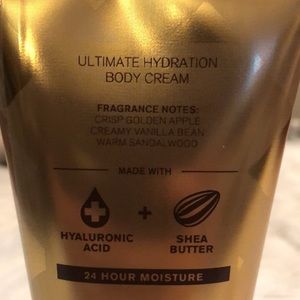 ULTIMATE HYDRATION
BODY CREAM
FRAGRANCE NOTES:
CRISP GOLDEN APPLE
CREAMY VANILLA BEAN
WARM SANDALWOOD
MADE WITH
+
HYALURONIC
ACID
SHEA
BUTTER
24 HOUR MOISTURE